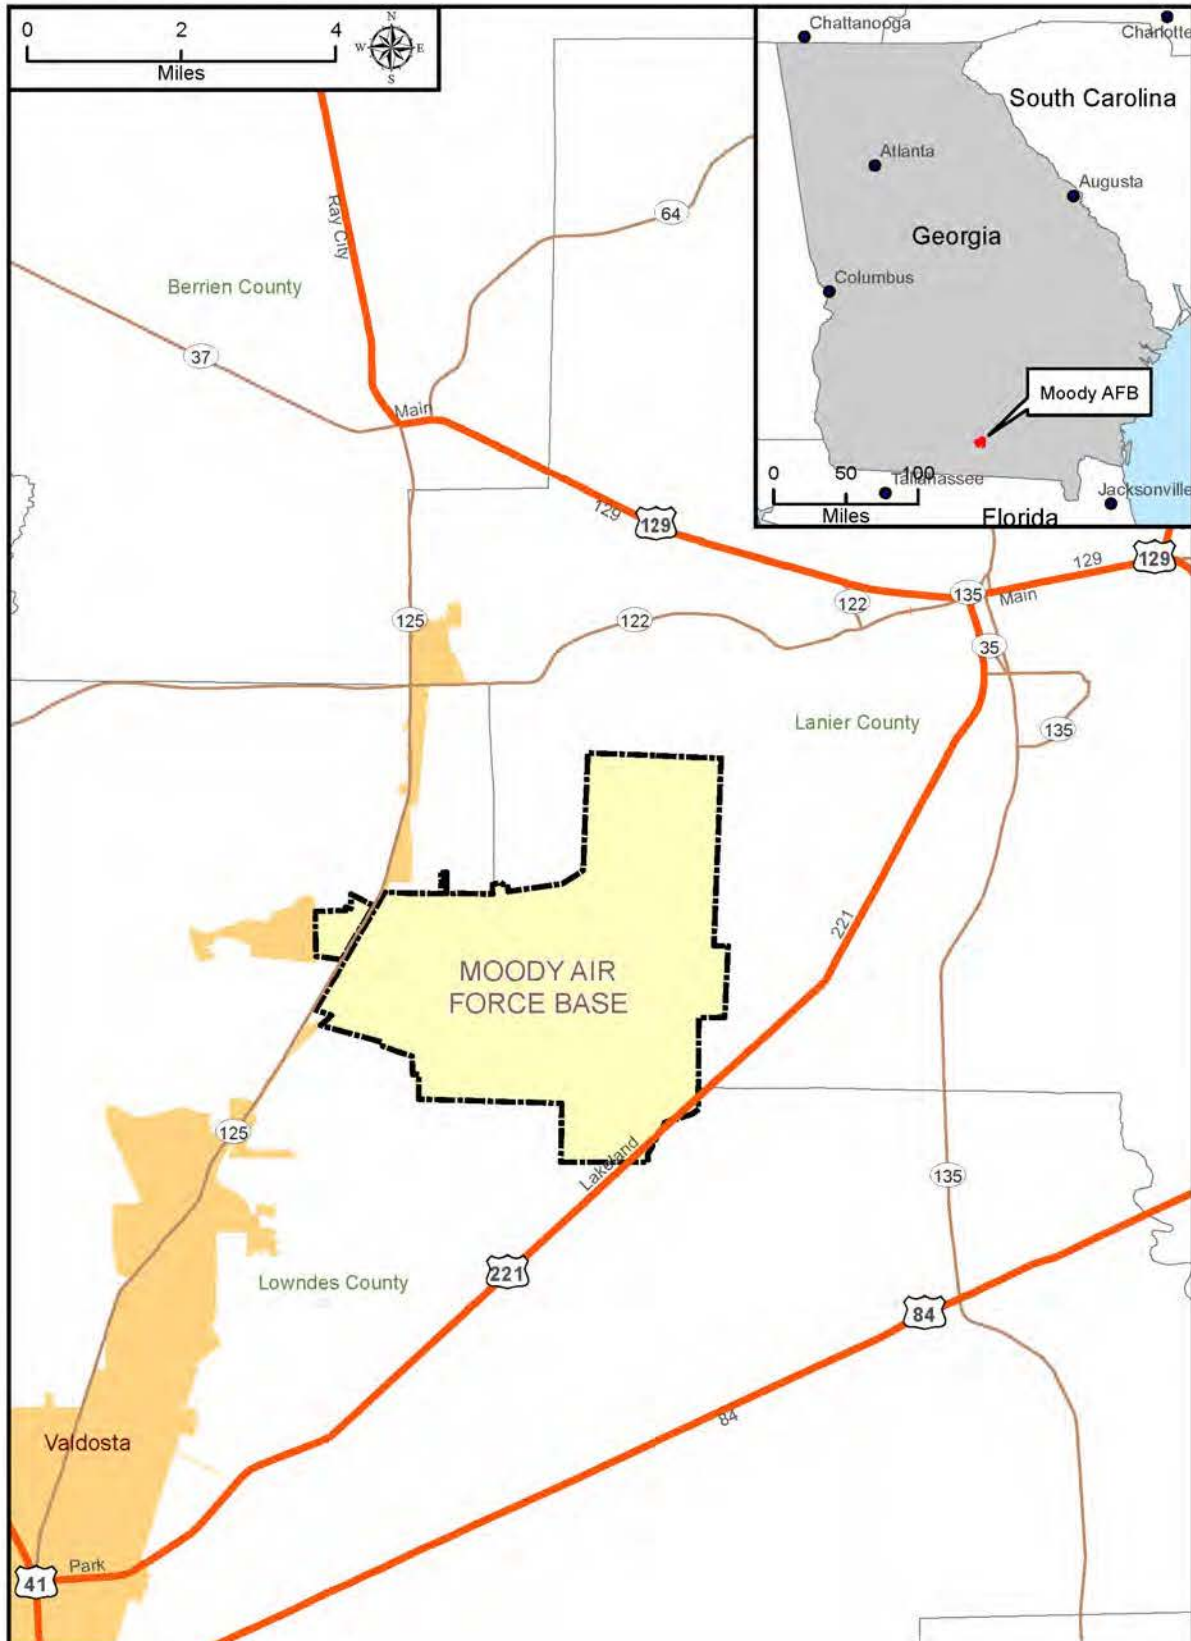 0 2 4
Miles
N
W E
S
Chattanooga
Charlotte
South Carolina
Atlanta
Augusta
Georgia
Columbus
Moody AFB
0 50 100
Tallahassee
Miles
Jacksonville
Florida
Ray City
64
Berrien County
37
Main
129
129
129
129
135
Main
122
122
125
35
Lanier County
135
221
MOODY AIR
FORCE BASE
125
Lakeland
135
221
Lowndes County
84
84
Valdosta
Park
41